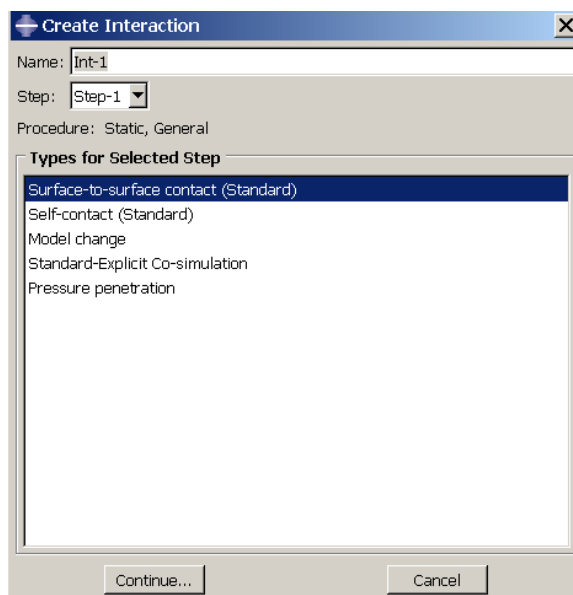 Create Interaction
Name: Int-1
Step: Step-1
Procedure: Static, General
Types for Selected Step
Surface-to-surface contact (Standard)
Self-contact (Standard)
Model change
Standard-Explicit Co-simulation
Pressure penetration
Continue... Cancel